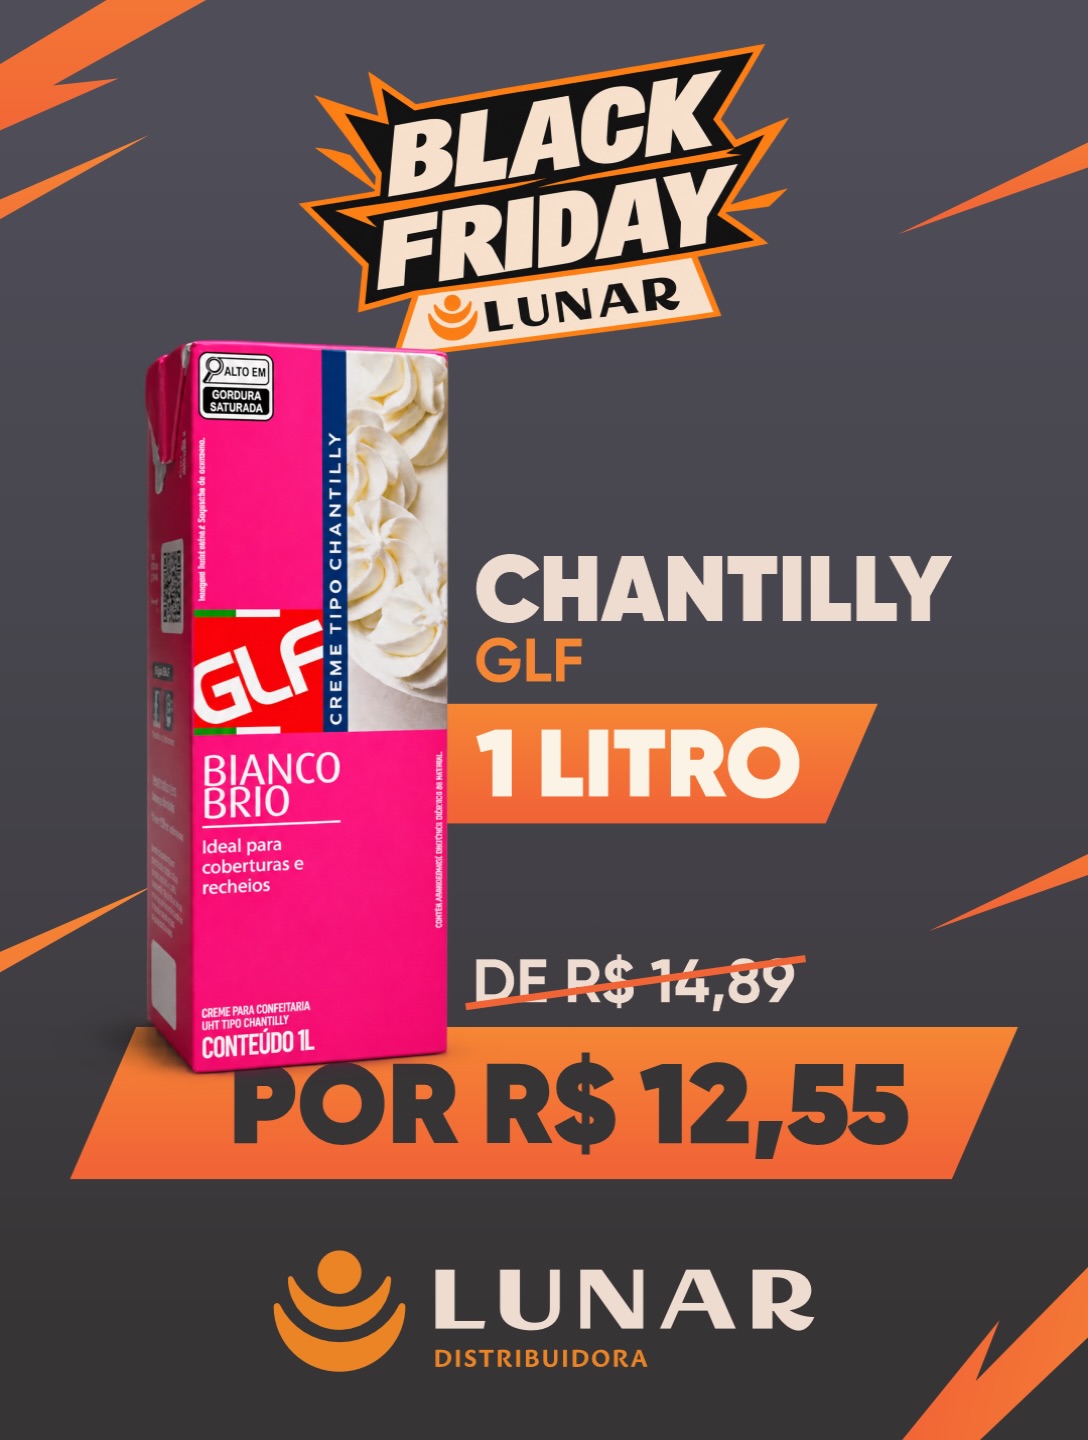 BLACK
FRIDAY
LUNAR
ALTO EM
GORDURA
SATURADA
CREME TIPO CHANTILLY
GLF
BIANCO
BRIO
Ideal para
coberturas e
recheios
CREME PARA CONFEITARIA
UHT TIPO CHANTILLY
CONTEÚDO 1L
CHANTILLY
GLF
1 LITRO
DE R$ 14,89
POR R$ 12,55
LUNAR
DISTRIBUIDORA